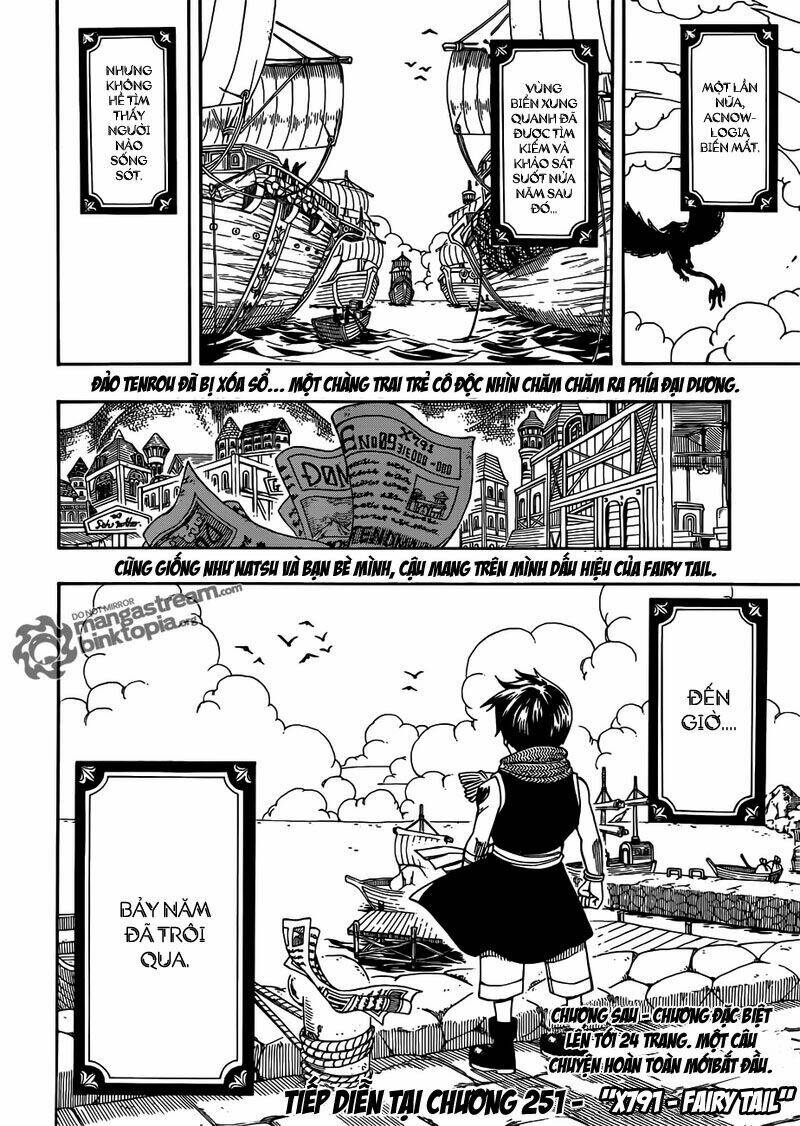 MỘT LẦN
NỮA,
ACNOW-
LOGIA
BIẾN MẤT.
VÙNG
BIỂN XUNG
QUANH ĐÃ
ĐƯỢC TÌM
KIẾM VÀ
KHẢO SÁT
SUỐT NỬA
NĂM SAU
ĐÓ...
NHƯNG
KHÔNG
HỀ TÌM
THẤY
NGƯỜI
NÀO
SỐNG
SÓT.
ĐẢO TENROU ĐÃ BỊ XÓA SỔ... MỘT CHÀNG TRAI TRẺ CÔ ĐỘC NHÌN CHĂM CHĂM RA PHÍA ĐẠI DƯƠNG.
X791
No 09
CŨNG GIỐNG NHƯ NATSU VÀ BẠN BÈ MÌNH, CẬU MANG TRÊN MÌNH DẤU HIỆU CỦA FAIRY TAIL.
DO NOT MIRROR
mangastream.com
binktopia.org
ĐẾN
GIỜ....
BẢY NĂM
ĐÃ TRÔI
QUA.
CHƯƠNG SAU - CHƯƠNG ĐẶC BIỆT
LÊN TỚI 24 TRANG. MỘT CÂU
CHUYỆN HOÀN TOÀN MỚIBẮT ĐẦU.
TIẾP DIỄN TẠI CHƯƠNG 251 - "X791 - FAIRY TAIL"